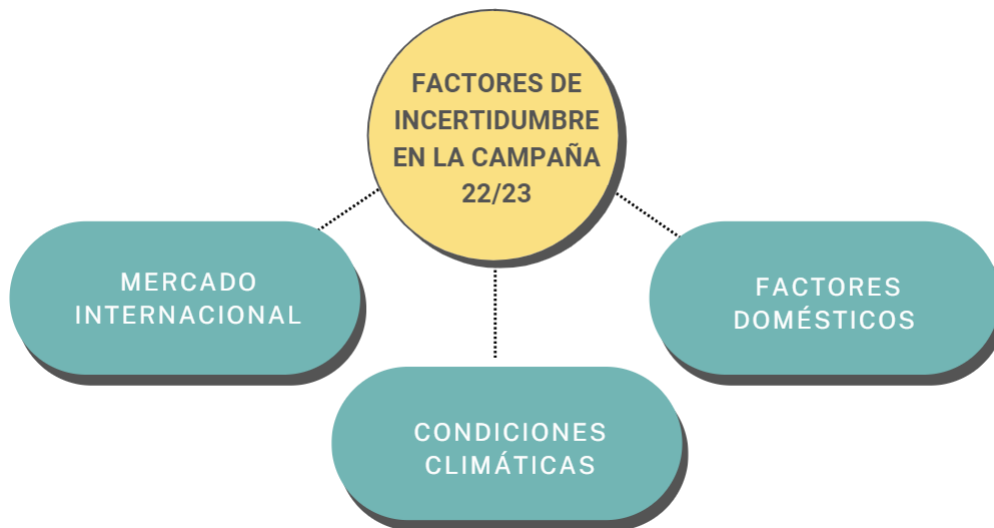 FACTORES DE
INCERTIDUMBRE
EN LA CAMPAÑA
22/23
MERCADO
INTERNACIONAL
FACTORES
DOMÉSTICOS
CONDICIONES
CLIMÁTICAS